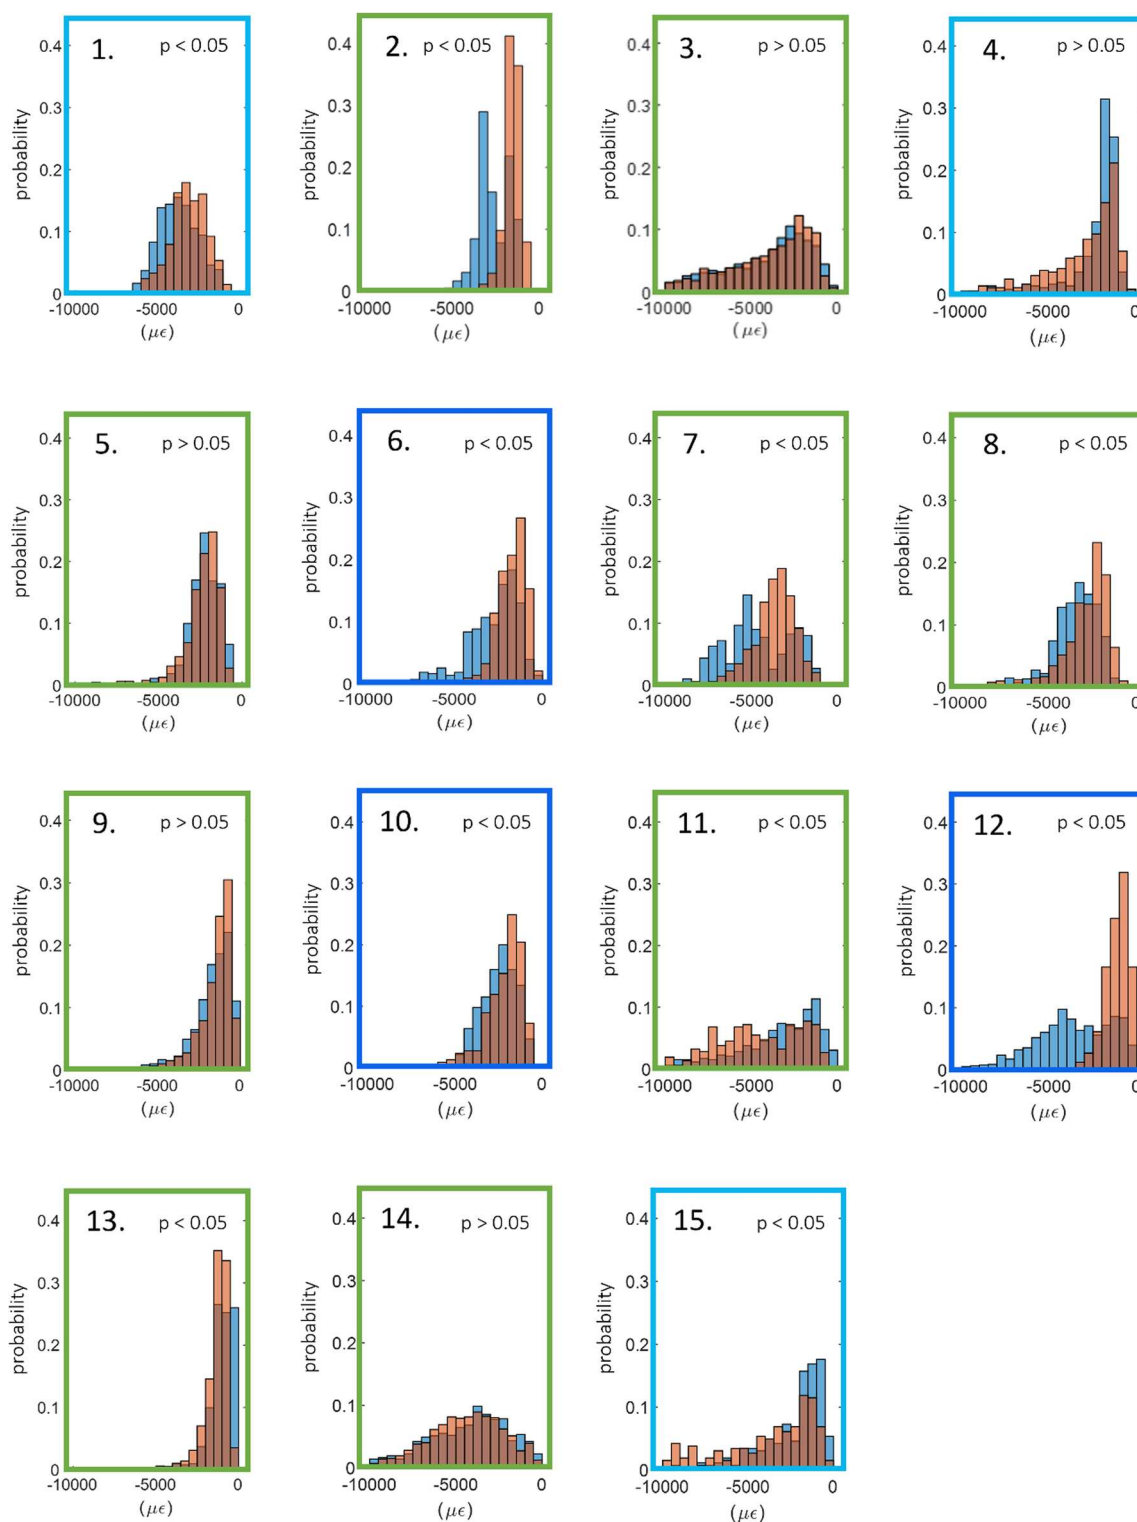 1. p < 0.05
0.4
0.3
0.2
0.1
0
probability
-10000 -5000 0
(με)
2. p < 0.05
0.4
0.3
0.2
0.1
0
probability
-10000 -5000 0
(με)
3. p > 0.05
0.4
0.3
0.2
0.1
0
probability
-10000 -5000 0
(με)
4. p > 0.05
0.4
0.3
0.2
0.1
0
probability
-10000 -5000 0
(με)
5. p > 0.05
0.4
0.3
0.2
0.1
0
probability
-10000 -5000 0
(με)
6. p < 0.05
0.4
0.3
0.2
0.1
0
probability
-10000 -5000 0
(με)
7. p < 0.05
0.4
0.3
0.2
0.1
0
probability
-10000 -5000 0
(με)
8. p < 0.05
0.4
0.3
0.2
0.1
0
probability
-10000 -5000 0
(με)
9. p > 0.05
0.4
0.3
0.2
0.1
0
probability
-10000 -5000 0
(με)
10. p < 0.05
0.4
0.3
0.2
0.1
0
probability
-10000 -5000 0
(με)
11. p < 0.05
0.4
0.3
0.2
0.1
0
probability
-10000 -5000 0
(με)
12. p < 0.05
0.4
0.3
0.2
0.1
0
probability
-10000 -5000 0
(με)
13. p < 0.05
0.4
0.3
0.2
0.1
0
probability
-10000 -5000 0
(με)
14. p > 0.05
0.4
0.3
0.2
0.1
0
probability
-10000 -5000 0
(με)
15. p < 0.05
0.4
0.3
0.2
0.1
0
probability
-10000 -5000 0
(με)